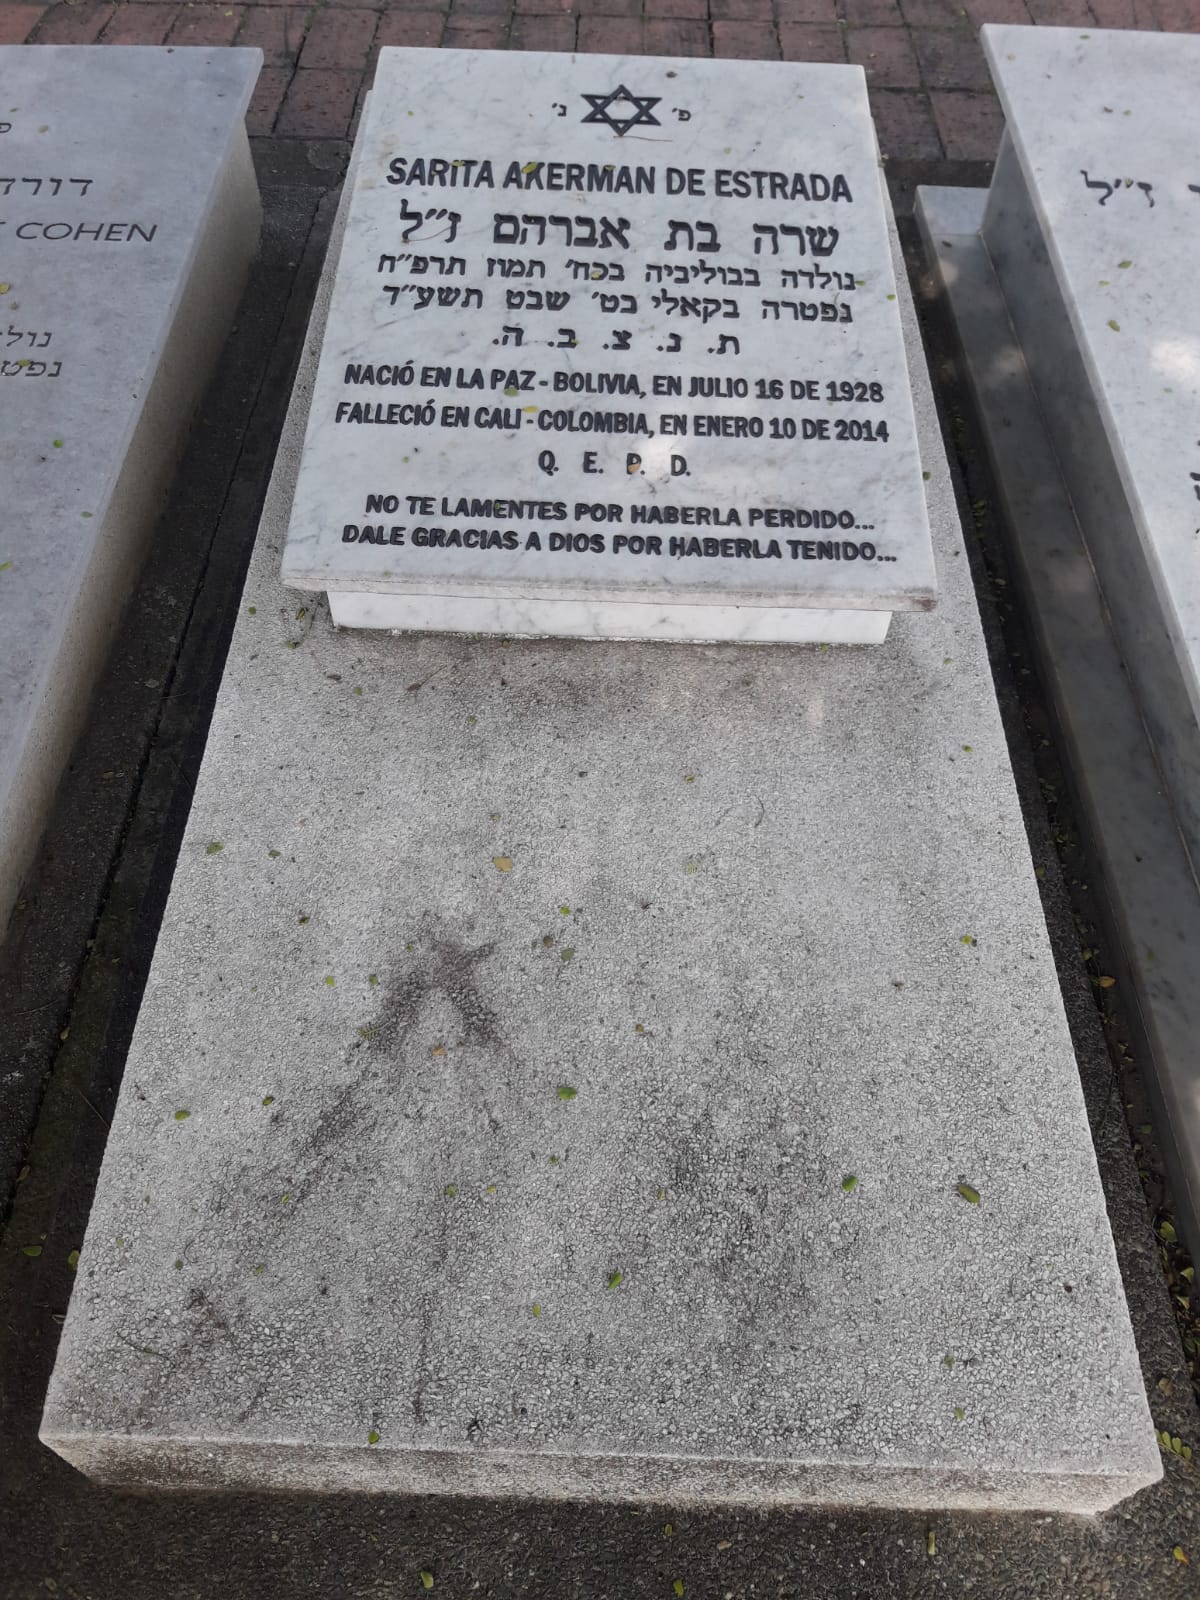 פ׳ נ׳
SARITA AKERMAN DE ESTRADA
שרה בת אברהם ז״ל
נולדה בבוליביה בכח׳ תמוז תרפ״ח
נפטרה בקאלי בט׳ שבט תשע״ד
ת. נ. צ. ב. ה.
NACIÓ EN LA PAZ - BOLIVIA, EN JULIO 16 DE 1928
FALLECIÓ EN CALI - COLOMBIA, EN ENERO 10 DE 2014
Q. E. P. D.
NO TE LAMENTES POR HABERLA PERDIDO...
DALE GRACIAS A DIOS POR HABERLA TENIDO...
COHEN
ז״ל